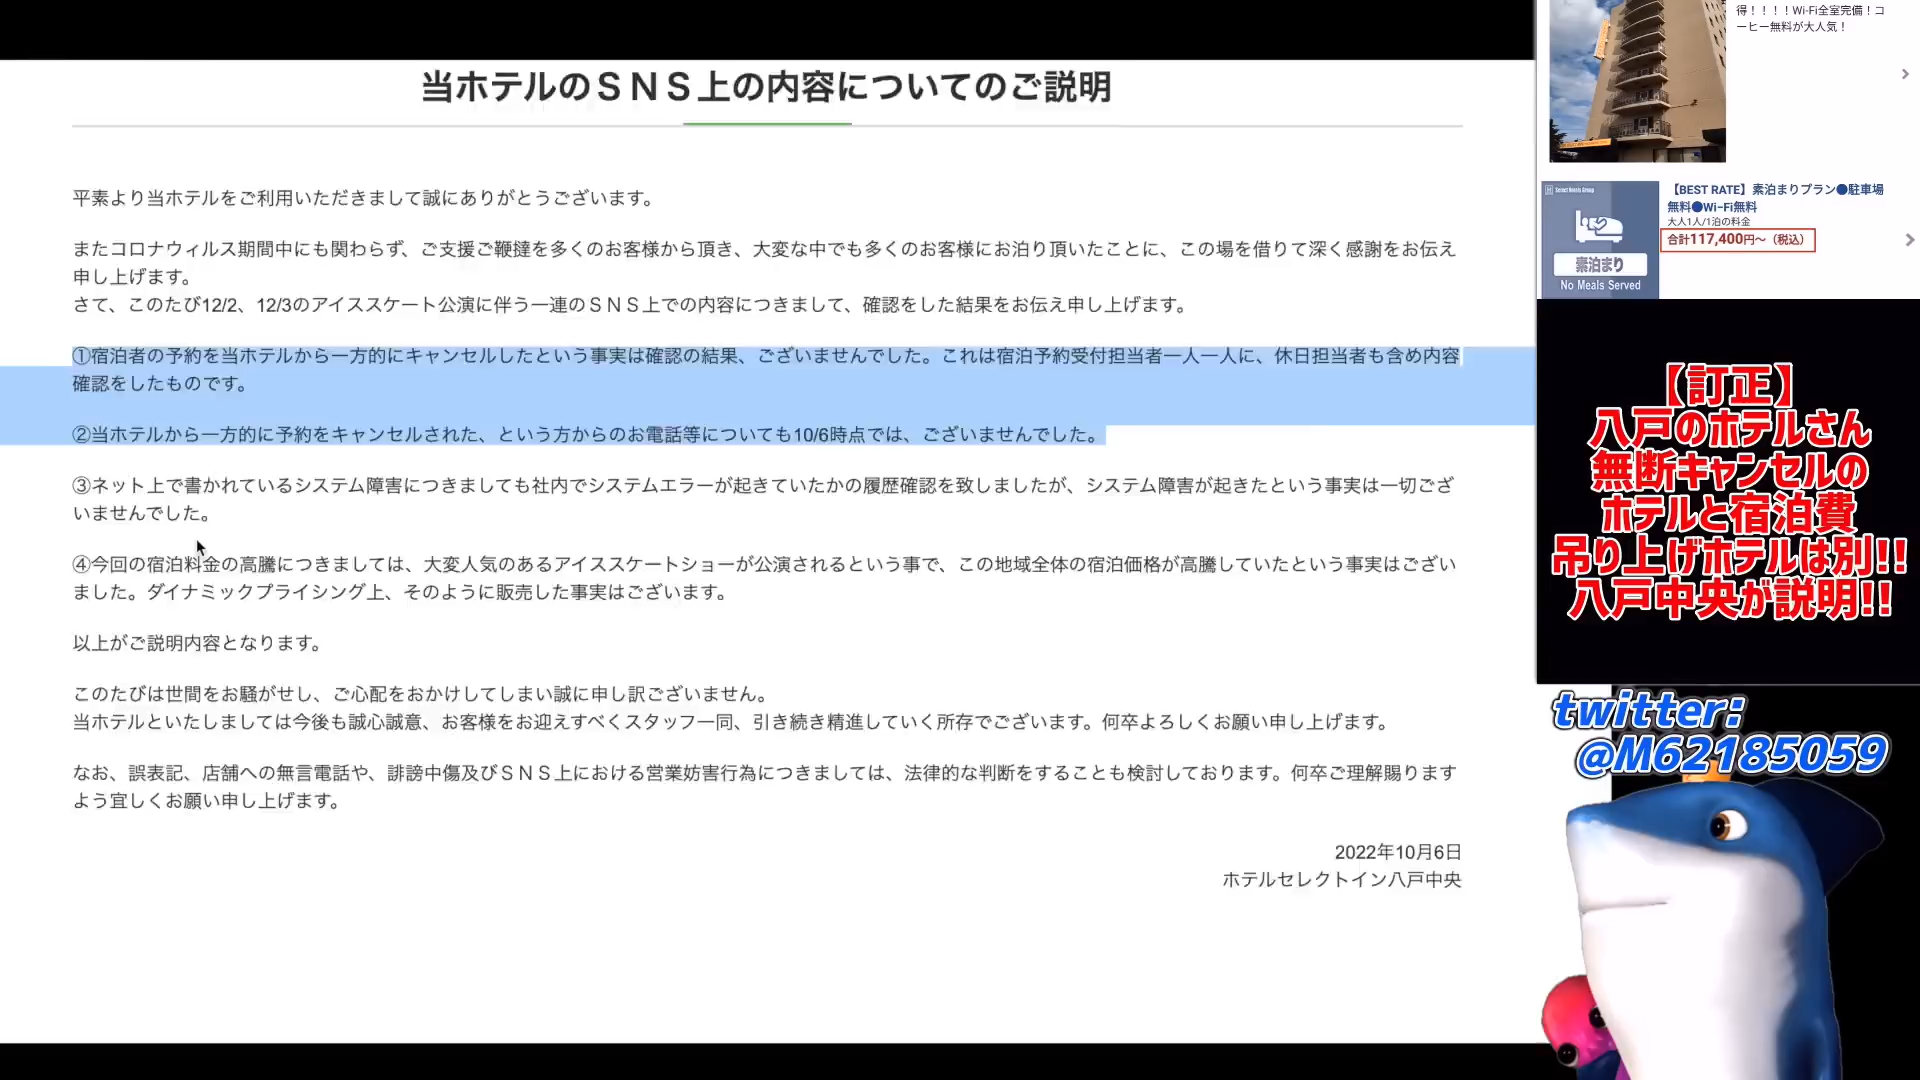 当ホテルのＳＮＳ上の内容についてのご説明
平素より当ホテルをご利用いただきまして誠にありがとうございます。
またコロナウィルス期間中にも関わらず、ご支援ご鞭撻を多くのお客様から頂き、大変な中でも多くのお客様にお泊り頂いたことに、この場を借りて深く感謝をお伝え
申し上げます。
さて、このたび12/2、12/3のアイススケート公演に伴う一連のＳＮＳ上での内容につきまして、確認をした結果をお伝え申し上げます。
①宿泊者の予約を当ホテルから一方的にキャンセルしたという事実は確認の結果、ございませんでした。これは宿泊予約受付担当者一人一人に、休日担当者も含め内容
確認をしたものです。
②当ホテルから一方的に予約をキャンセルされた、という方からのお電話等についても10/6時点では、ございませんでした。
③ネット上で書かれているシステム障害につきましても社内でシステムエラーが起きていたかの履歴確認を致しましたが、システム障害が起きたという事実は一切ござ
いませんでした。
④今回の宿泊料金の高騰につきましては、大変人気のあるアイススケートショーが公演されるという事で、この地域全体の宿泊価格が高騰していたという事実はござい
ました。ダイナミックプライシング上、そのように販売した事実はございます。
以上がご説明内容となります。
このたびは世間をお騒がせし、ご心配をおかけしてしまい誠に申し訳ございません。
当ホテルといたしましては今後も誠心誠意、お客様をお迎えすべくスタッフ一同、引き続き精進していく所存でございます。何卒よろしくお願い申し上げます。
なお、誤表記、店舗への無言電話や、誹謗中傷及びＳＮＳ上における営業妨害行為につきましては、法律的な判断をすることも検討しております。何卒ご理解賜ります
よう宜しくお願い申し上げます。
2022年10月6日
ホテルセレクトイン八戸中央
得！！！！Wi-Fi全室完備！コ
ーヒー無料が大人気！
Select Hotels Group
素泊まり
No Meals Served
【BEST RATE】素泊まりプラン●駐車場
無料●Wi-Fi無料
大人1人/1泊の料金
合計117,400円～（税込）
【訂正】
八戸のホテルさん
無断キャンセルの
ホテルと宿泊費
吊り上げホテルは別!!
八戸中央が説明!!
twitter:
@M62185059